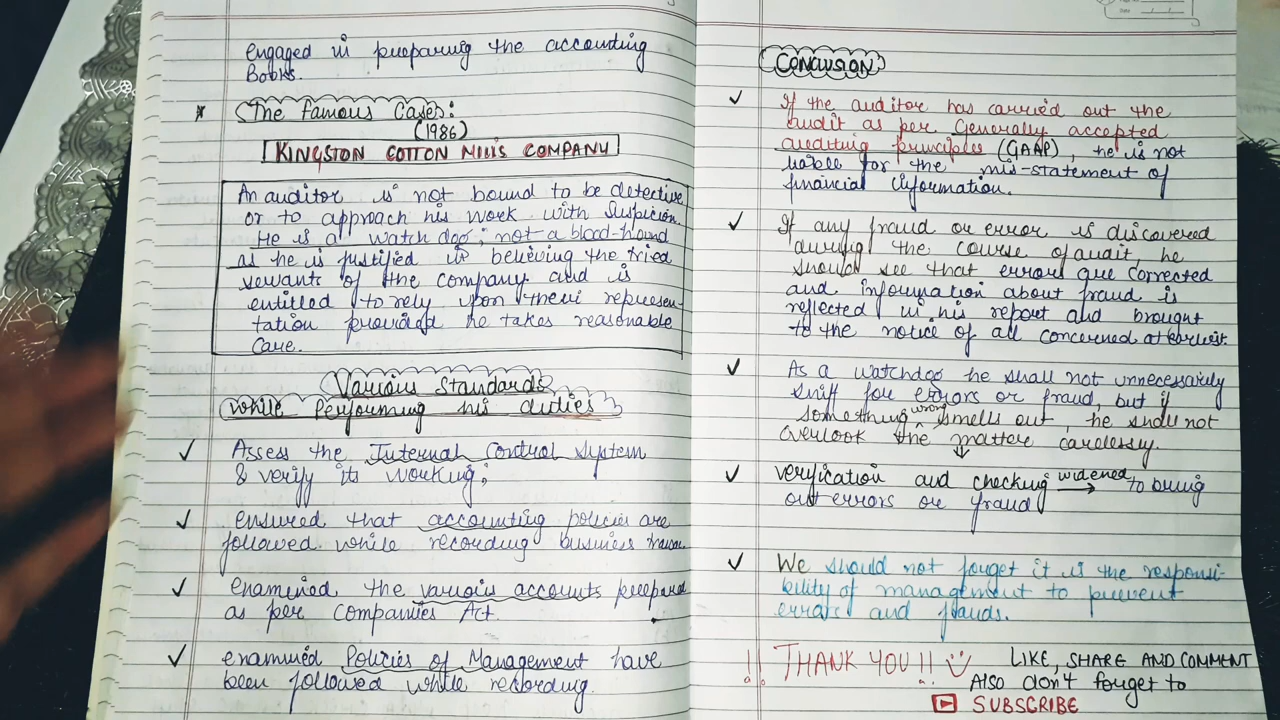 engaged in preparing the accounting
Books.
* The Famous Cases:
(1986)
KINGSTON COTTON MILLS COMPANY
An auditor is not bound to be detective
or to approach his work with suspicion
He is a watch dog; not a blood-hound
as he is justified in believing the tried
servants of the company and is
entitled to rely upon their represen
tation provided he takes reasonable
care.
Various Standards
while Performing his duties
✓ Assess the Internal Control System
& verify its working;
✓ ensured that accounting policies are
followed while recording business
✓ examined the various accounts prepared
as per Companies Act.
✓ examined Policies of Management have
been followed while recording.
CONCLUSION
✓ If the auditor has carried out the
audit as per Generally accepted
auditing principles (GAAP), he is not
liable for the mis-statement of
financial information.
✓ If any fraud or error is discovered
during the course of audit, he
should see that errors are corrected
and information about fraud is
reflected in his report and brought
to the notice of all concerned at earliest.
✓ As a watchdog he shall not unnecessarily
sniff for errors or fraud, but if
something wrong smells out, he shall not
overlook the matter carelessly.
✓ verification and checking widened → to bring
out errors or fraud
✓ We should not forget it is the responsi-
bility of management to prevent
errors and frauds.
!! THANK YOU!! LIKE, SHARE AND COMMENT
Also don't forget to
SUBSCRIBE